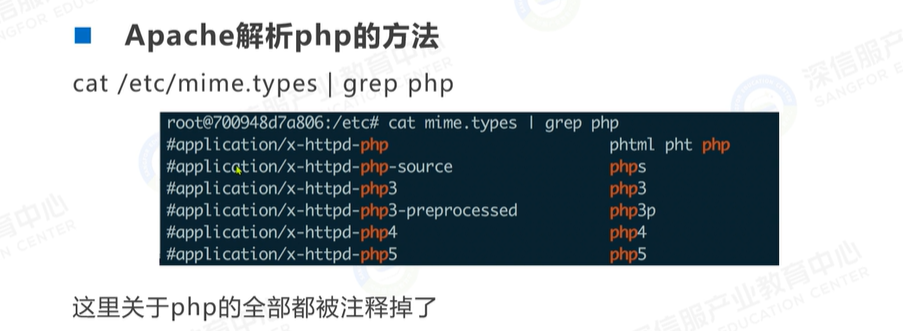 Apache解析php的方法
cat /etc/mime.types | grep php
root@700948d7a806:/etc# cat mime.types | grep php
#application/x-httpd-php phtml pht php
#application/x-httpd-php-source phps
#application/x-httpd-php3 php3
#application/x-httpd-php3-preprocessed php3p
#application/x-httpd-php4 php4
#application/x-httpd-php5 php5
这里关于php的全部都被注释掉了
深信服产业教育中心
SANGFOR EDUCATION CENTER